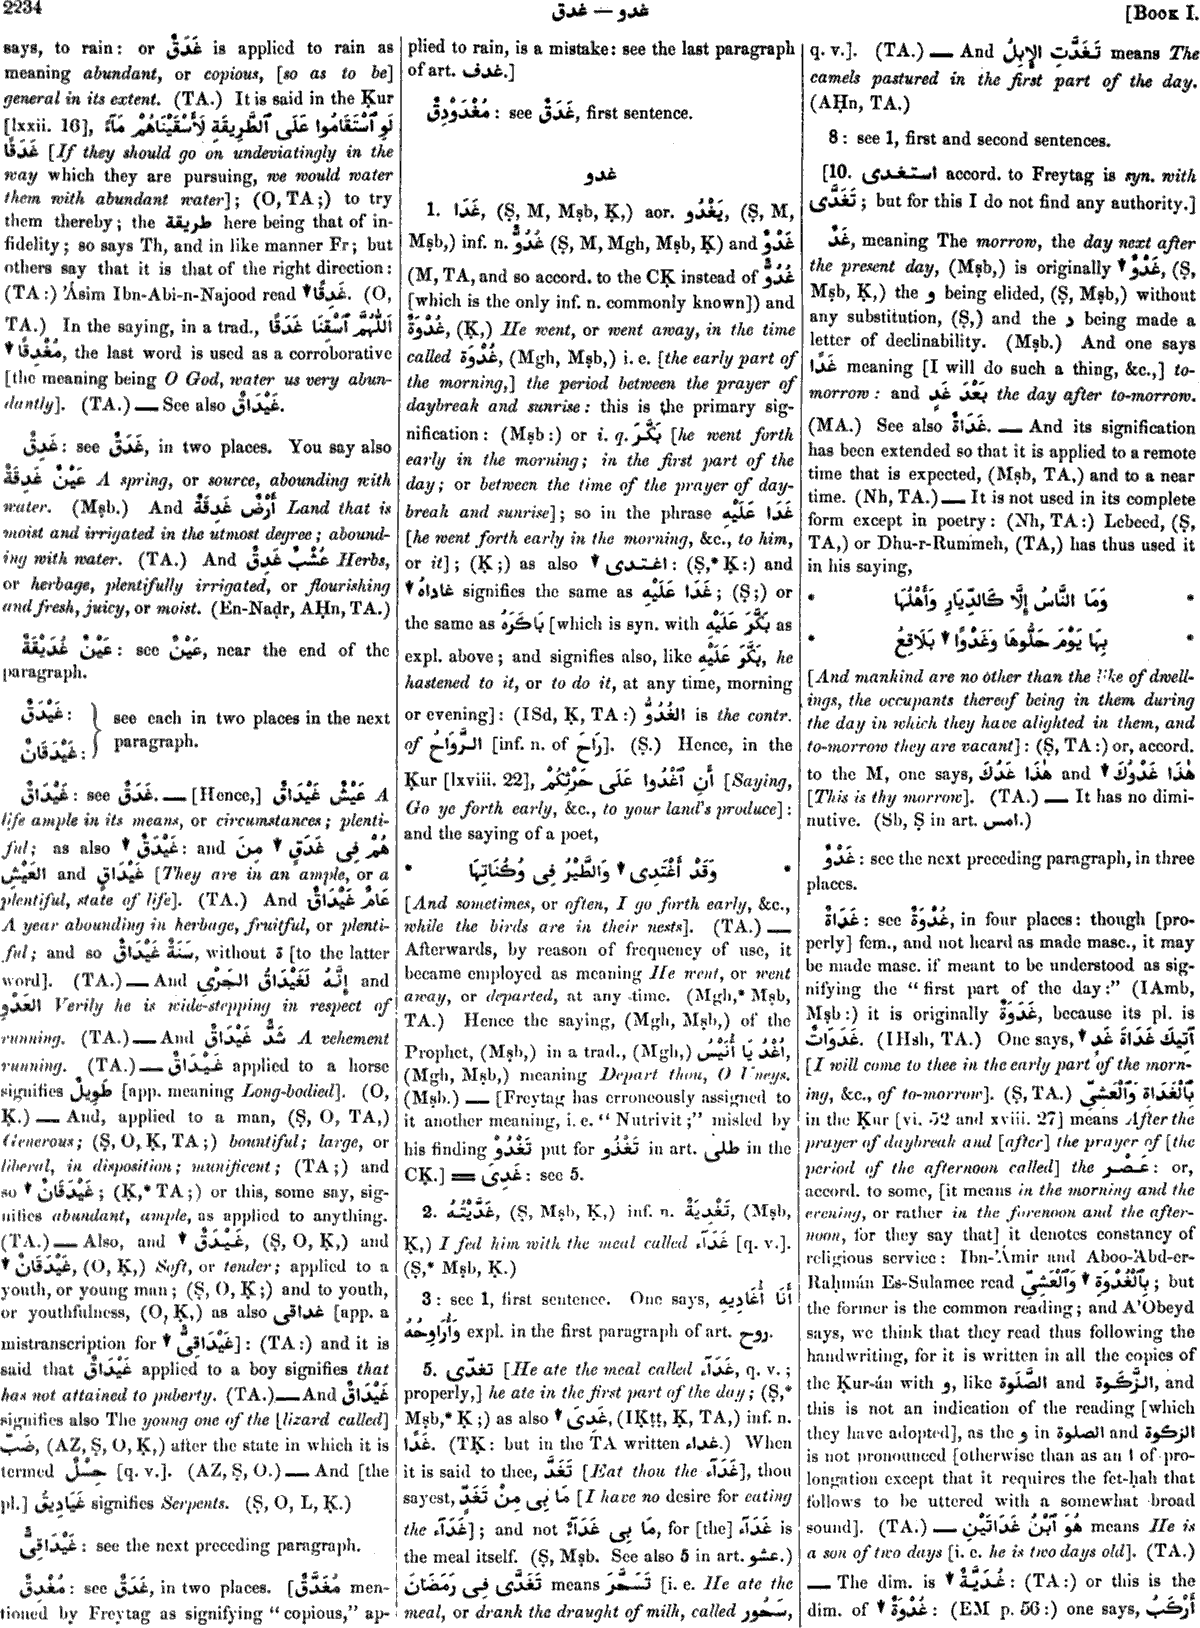 2234
غدو — غدق
[Book I.
says, to rain: or غَدَقٌ is applied to rain as
meaning abundant, or copious, [so as to be]
general in its extent. (TA.) It is said in the Ḳur
[lxxii. 16], لَوِ ٱسْتَقَامُوا عَلَى ٱلطَّرِيقَةِ لَأَسْقَيْنَاهُمْ مَآءً
غَدَقًا [If they should go on undeviatingly in the
way which they are pursuing, we would water
them with abundant water]; (O, TA;) to try
them thereby; the طريقة here being that of in-
fidelity; so says Th, and in like manner Fr; but
others say that it is that of the right direction:
(TA:) ’Áṣim Ibn-Abi-n-Najood read ↓ غَدِقًا. (O,
TA.) In the saying, in a trad., اَللّٰهُمَّ ٱسْقِنَا غَدَقًا
↓ مُغْدِقًا, the last word is used as a corroborative
[the meaning being O God, water us very abun-
dantly]. (TA.) — See also غَيْدَاقٌ.
غَدِقٌ: see غَدَقٌ, in two places. You say also
عَيْنٌ غَدِقَةٌ A spring, or source, abounding with
water. (Mṣb.) And أَرْضٌ غَدِقَةٌ Land that is
moist and irrigated in the utmost degree; abound-
ing with water. (TA.) And عُشْبٌ غَدِقٌ Herbs,
or herbage, plentifully irrigated, or flourishing
and fresh, juicy, or moist. (En-Naḍr, AḤn, TA.)
عَيْنٌ غُدَيْقَةٌ: see عَيْنٌ, near the end of the
paragraph.
غَيْدَقٌ:
غَيْدَقَانٌ:
see each in two places in the next
paragraph.
غَيْدَاقٌ: see غَدَقٌ. — [Hence,] عَيْشٌ غَيْدَاقٌ A
life ample in its means, or circumstances; plenti-
ful; as also ↓ غَيْدَقٌ: and هُمْ فِى غَدَقٍ ↓ مِنَ
العَيْشِ and غَيْدَاقٍ [They are in an ample, or a
plentiful, state of life]. (TA.) And عَامٌ غَيْدَاقٌ
A year abounding in herbage, fruitful, or plenti-
ful; and so سَنَةٌ غَيْدَاقٌ, without ة [to the latter
word]. (TA.) — And إِنَّهُ لَغَيْدَاقُ الجَرْىِ and
العَدْوِ Verily he is wide-stepping in respect of
running. (TA.) — And شَدٌّ غَيْدَاقٌ A vehement
running. (TA.) — غَيْدَاقٌ applied to a horse
signifies طَوِيلٌ [app. meaning Long-bodied]. (O,
Ḳ.) — And, applied to a man, (Ṣ, O, TA,)
Generous; (Ṣ, O, Ḳ, TA;) bountiful; large, or
liberal, in disposition; munificent; (TA;) and
so ↓ غَيْدَقَانٌ; (Ḳ,* TA;) or this, some say, sig-
nifies abundant, ample, as applied to anything.
(TA.) — Also, and ↓ غَيْدَقٌ, (Ṣ, O, Ḳ,) and
↓ غَيْدَقَانٌ, (O, Ḳ,) Soft, or tender; applied to a
youth, or young man; (Ṣ, O, Ḳ;) and to youth,
or youthfulness, (O, Ḳ,) as also غداقى [app. a
mistranscription for ↓ غَيْدَاقِىٌّ]: (TA:) and it is
said that غَيْدَاقٌ applied to a boy signifies that
has not attained to puberty. (TA.) — And غَيْدَاقٌ
signifies also The young one of the [lizard called]
ضَبّ, (AZ, Ṣ, O, Ḳ,) after the state in which it is
termed حِسْلٌ [q. v.]. (AZ, Ṣ, O.) — And [the
pl.] غَيَادِيقُ signifies Serpents. (Ṣ, O, L, Ḳ.)
غَيْدَاقِىٌّ: see the next preceding paragraph.
مُغْدِقٌ: see غَدَقٌ, in two places. [مُغَدَّقٌ men-
tioned by Freytag as signifying “copious,” ap-
plied to rain, is a mistake: see the last paragraph
of art. غدف.]
مُغْدَوْدِقٌ: see غَدَقٌ, first sentence.
غدو
1. غَدَا, (Ṣ, M, Mṣb, Ḳ,) aor. يَغْدُو, (Ṣ, M,
Mṣb,) inf. n. غُدُوٌّ (Ṣ, M, Mgh, Mṣb, Ḳ) and غَدْوٌ
(M, TA, and so accord. to the CḲ instead of غُدُوٌّ
[which is the only inf. n. commonly known]) and
غُدْوَةٌ, (Ḳ,) He went, or went away, in the time
called غُدْوَة, (Mgh, Mṣb,) i. e. [the early part of
the morning,] the period between the prayer of
daybreak and sunrise: this is the primary sig-
nification: (Mṣb:) or i. q. بَكَّرَ [he went forth
early in the morning; in the first part of the
day; or between the time of the prayer of day-
break and sunrise]; so in the phrase غَدَا عَلَيْهِ
[he went forth early in the morning, &c., to him,
or it]; (Ḳ;) as also ↓ اغتدى: (Ṣ,* Ḳ:) and
↓ غاداهُ signifies the same as غَدَا عَلَيْهِ; (Ṣ;) or
the same as بَاكَرَهُ [which is syn. with بَكَّرَ عَلَيْهِ as
expl. above; and signifies also, like بَكَّرَ عَلَيْهِ, he
hastened to it, or to do it, at any time, morning
or evening]: (ISd, Ḳ, TA:) الغُدُوُّ is the contr.
of الرَّوَاحُ [inf. n. of رَاحَ]. (Ṣ.) Hence, in the
Ḳur [lxviii. 22], أَنِ ٱغْدُوا عَلَى حَرْثِكُمْ [Saying,
Go ye forth early, &c., to your land's produce]:
and the saying of a poet,
* وَقَدْ أَغْتَدِى ↓ وَالطَّيْرُ فِى وُكُنَاتِهَا *
[And sometimes, or often, I go forth early, &c.,
while the birds are in their nests]. (TA.) —
Afterwards, by reason of frequency of use, it
became employed as meaning He went, or went
away, or departed, at any time. (Mgh,* Mṣb,
TA.) Hence the saying, (Mgh, Mṣb,) of the
Prophet, (Mṣb,) in a trad., (Mgh,) اُغْدُ يَا أُنَيْسُ,
(Mgh, Mṣb,) meaning Depart thou, O Uneys.
(Mṣb.) — [Freytag has erroneously assigned to
it another meaning, i. e. “Nutrivit;” misled by
his finding تَغْدُوْ put for تَغْذُو in art. طلى in the
CḲ.] = غَدِىَ: see 5.
2. غَدَّيْتُهُ, (Ṣ, Mṣb, Ḳ,) inf. n. تَغْدِيَةٌ, (Mṣb,
Ḳ,) I fed him with the meal called غَدَآء [q. v.].
(Ṣ,* Mṣb, Ḳ.)
3: see 1, first sentence. One says, أَنَا أُغَادِيهِ
وَأُرَاوِحُهُ expl. in the first paragraph of art. روح.
5. تغدّى [He ate the meal called غَدَآء, q. v.;
properly,] he ate in the first part of the day; (Ṣ,*
Mṣb,* Ḳ;) as also ↓ غَدِىَ, (IḲṭṭ, Ḳ, TA,) inf. n.
غَدًا. (TḲ: but in the TA written غداء.) When
it is said to thee, تَغَدَّ [Eat thou the غَدَآء], thou
sayest, مَا بِى مِنْ تَغَدٍّ [I have no desire for eating
the غَدَآء]; and not مَا بِى غَدَآءٌ, for [the] غَدَآء is
the meal itself. (Ṣ, Mṣb. See also 5 in art. عشو.)
تَغَدَّى فِى رَمَضَانَ means تَسَحَّرَ [i. e. He ate the
meal, or drank the draught of milk, called سَحُور,
q. v.]. (TA.) — And تَغَدَّتِ الإِبِلُ means The
camels pastured in the first part of the day.
(AḤn, TA.)
8: see 1, first and second sentences.
[10. استغدى accord. to Freytag is syn. with
تَغَدَّى; but for this I do not find any authority.]
غَدٌ, meaning The morrow, the day next after
the present day, (Mṣb,) is originally ↓ غَدْوٌ, (Ṣ,
Mṣb, Ḳ,) the و being elided, (Ṣ, Mṣb,) without
any substitution, (Ṣ,) and the د being made a
letter of declinability. (Mṣb.) And one says
غَدًا meaning [I will do such a thing, &c.,] to-
morrow: and بَعْدَ غَدٍ the day after to-morrow.
(MA.) See also غَدَاةٌ. — And its signification
has been extended so that it is applied to a remote
time that is expected, (Mṣb, TA,) and to a near
time. (Nh, TA.) — It is not used in its complete
form except in poetry: (Nh, TA:) Lebeed, (Ṣ,
TA,) or Dhu-r-Rummeh, (TA,) has thus used it
in his saying,
* وَمَا النَّاسُ إِلَّا كَالدِّيَارِ وَأَهْلُهَا *
* بِهَا يَوْمَ حَلُّوهَا وَغَدْوًا ↓ بَلَاقِعُ *
[And mankind are no other than the like of dwell-
ings, the occupants thereof being in them during
the day in which they have alighted in them, and
to-morrow they are vacant]: (Ṣ, TA:) or, accord.
to the M, one says, هٰذَا غَدُكَ and ↓ هٰذَا غَدْوُكَ
[This is thy morrow]. (TA.) — It has no dimi-
nutive. (Sb, Ṣ in art. امس.)
غَدْوٌ: see the next preceding paragraph, in three
places.
غَدَاةٌ: see غُدْوَةٌ, in four places: though [pro-
perly] fem., and not heard as made masc., it may
be made masc. if meant to be understood as sig-
nifying the “first part of the day:” (IAmb,
Mṣb:) it is originally غَدَوَةٌ, because its pl. is
غَدَوَاتٌ. (IHsh, TA.) One says, ↓ آتِيكَ غَدَاةَ غَدٍ
[I will come to thee in the early part of the morn-
ing, &c., of to-morrow]. (Ṣ, TA.) بِٱلْغَدَاةِ وَٱلْعَشِىِّ
in the Ḳur [vi. 52 and xviii. 27] means After the
prayer of daybreak and [after] the prayer of [the
period of the afternoon called] the عَصْر: or,
accord. to some, [it means in the morning and the
evening, or rather in the forenoon and the after-
noon, for they say that] it denotes constancy of
religious service: Ibn-’Ámir and Aboo-’Abd-er-
Raḥmán Es-Sulamee read ↓ بِٱلْغُدْوَةِ وَٱلْعَشِىِّ; but
the former is the common reading; and A’Obeyd
says, we think that they read thus following the
handwriting, for it is written in all the copies of
the Ḳur-án with و, like الصَّلٰوة and الزَّكٰوة, and
this is not an indication of the reading [which
they have adopted], as the و in الصلوة and الزكوة
is not pronounced [otherwise than as an ا of pro-
longation except that it requires the fet-ḥah that
follows to be uttered with a somewhat broad
sound]. (TA.) — هُوَ ٱبْنُ غَدَاتَيْنِ means He is
a son of two days [i. e. he is two days old]. (TA.)
— The dim. is ↓ غُدَيَّةٌ: (TA:) or this is the
dim. of ↓ غُدْوَةٌ: (EM p. 56:) one says, أَرْكَبُ